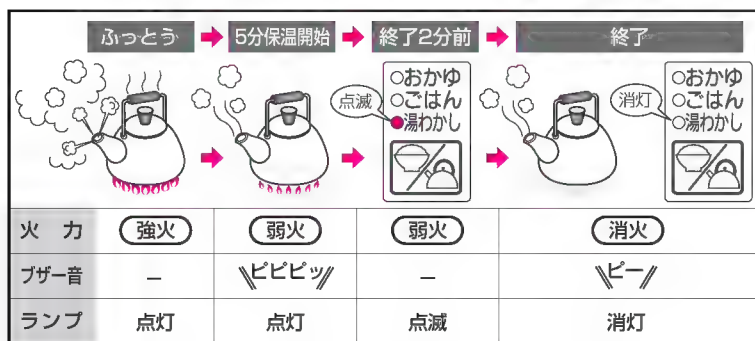 ふっとう
5分保温開始
終了2分前
終了
点滅
○おかゆ
○ごはん
●湯わかし
消灯
○おかゆ
○ごはん
○湯わかし
火 力 強火 弱火 弱火 消火
ブザー音 – ピピピッ – ピー
ランプ 点灯 点灯 点滅 消灯